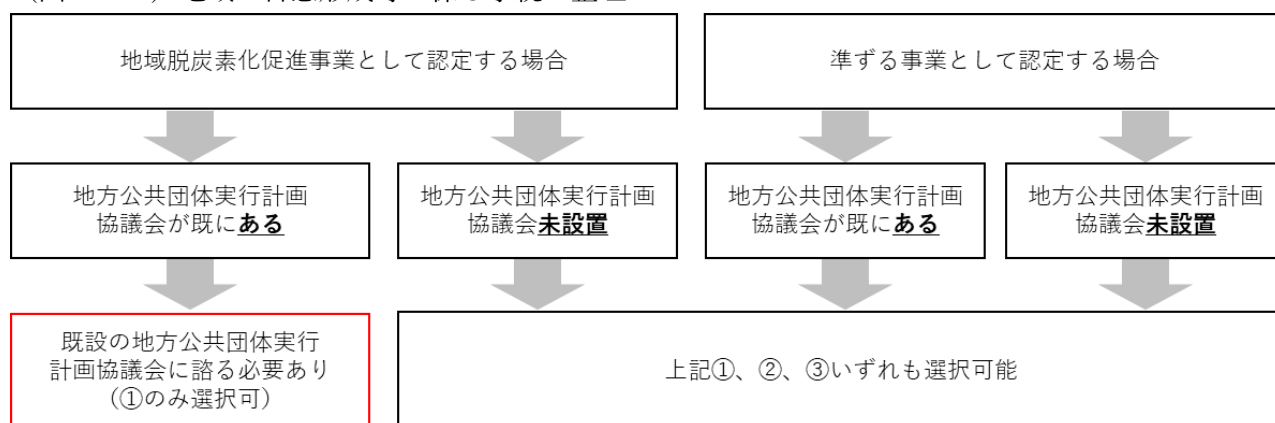 地域脱炭素化促進事業として認定する場合
準ずる事業として認定する場合
地方公共団体実行計画
協議会が既にある
地方公共団体実行計画
協議会未設置
地方公共団体実行計画
協議会が既にある
地方公共団体実行計画
協議会未設置
既設の地方公共団体実行
計画協議会に諮る必要あり
（①のみ選択可）
上記①、②、③いずれも選択可能